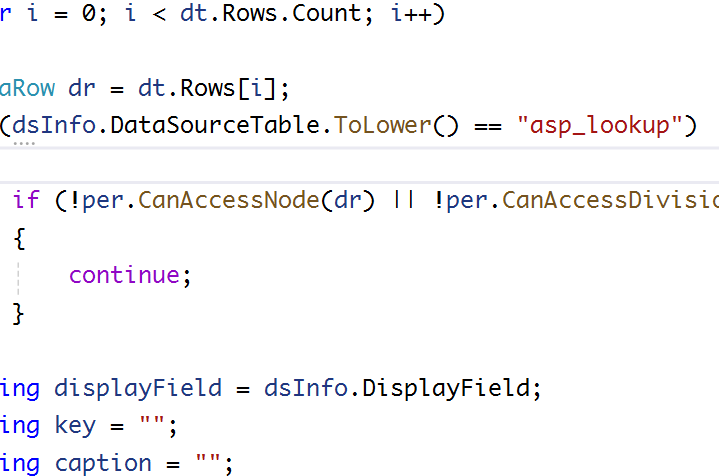 r i = 0; i < dt.Rows.Count; i++)
aRow dr = dt.Rows[i];
(dsInfo.DataSourceTable.ToLower() == "asp_lookup")
if (!per.CanAccessNode(dr) || !per.CanAccessDivisio
{
continue;
}
ing displayField = dsInfo.DisplayField;
ing key = "";
ing caption = "";